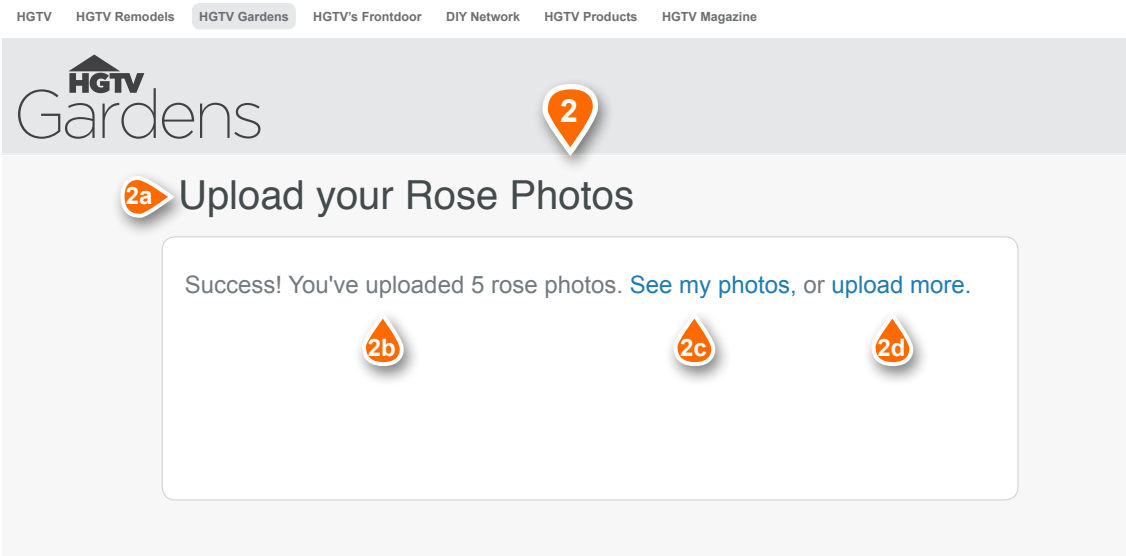 HGTV HGTV Remodels HGTV Gardens HGTV's Frontdoor DIY Network HGTV Products HGTV Magazine
HGTV
Gardens
2
2a Upload your Rose Photos
Success! You've uploaded 5 rose photos. See my photos, or upload more.
2b 2c 2d